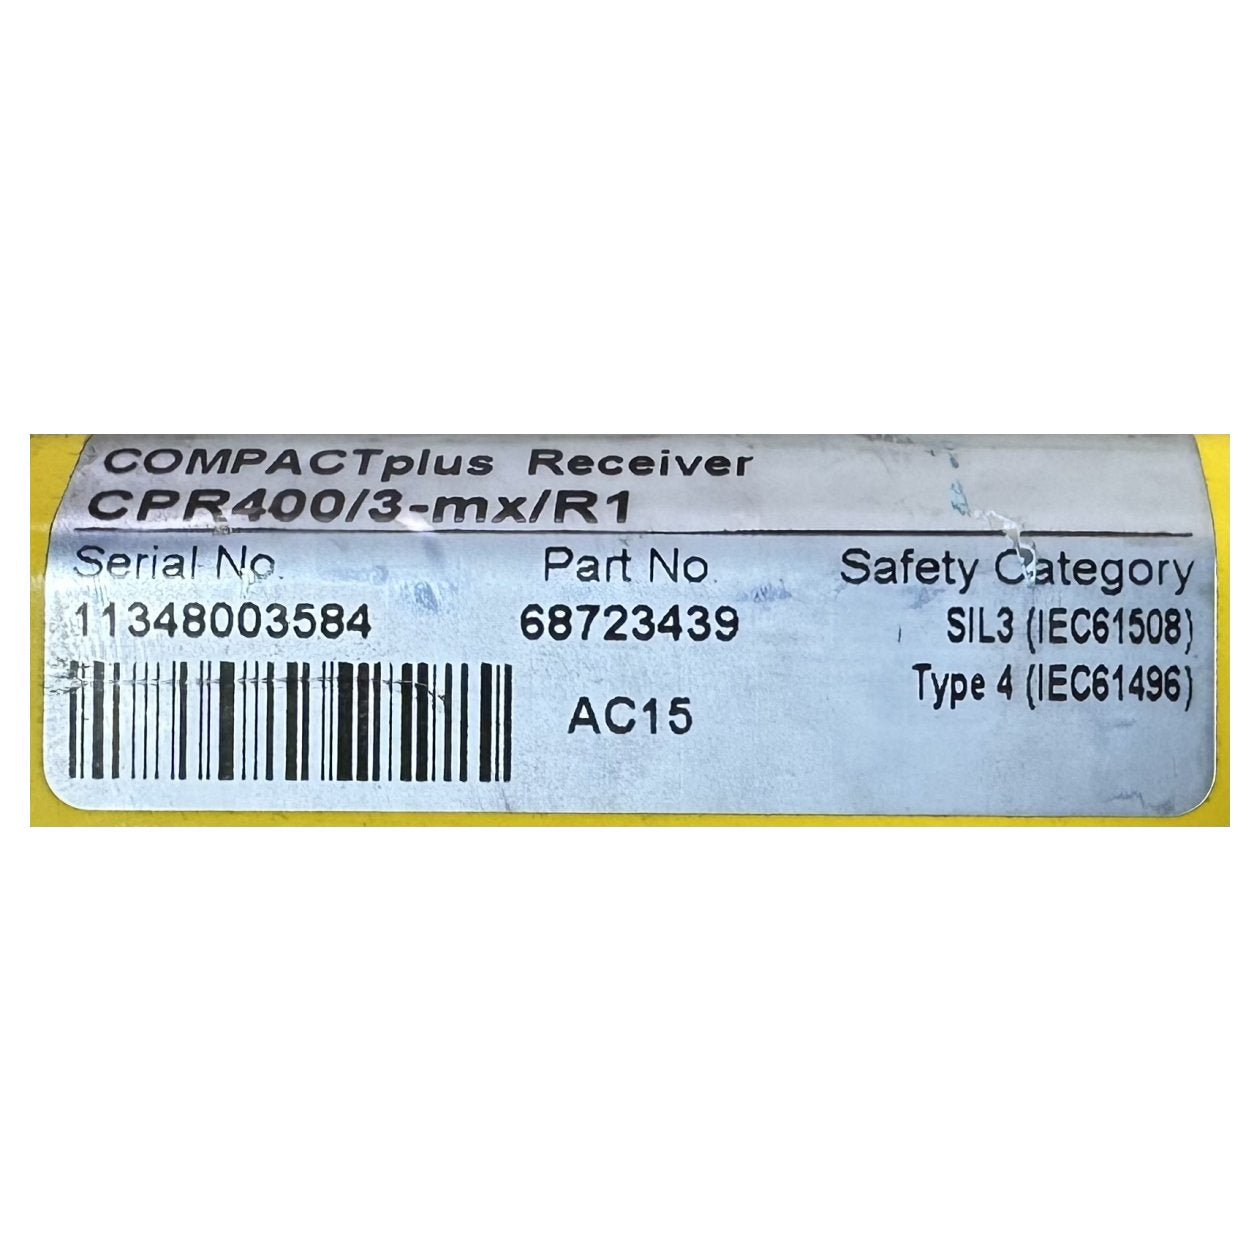 COMPACTplus Receiver
CPR400/3-mx/R1
Serial No. Part No. Safety Category
11348003584 68723439 SIL3 (IEC61508)
Type 4 (IEC61496)
AC15